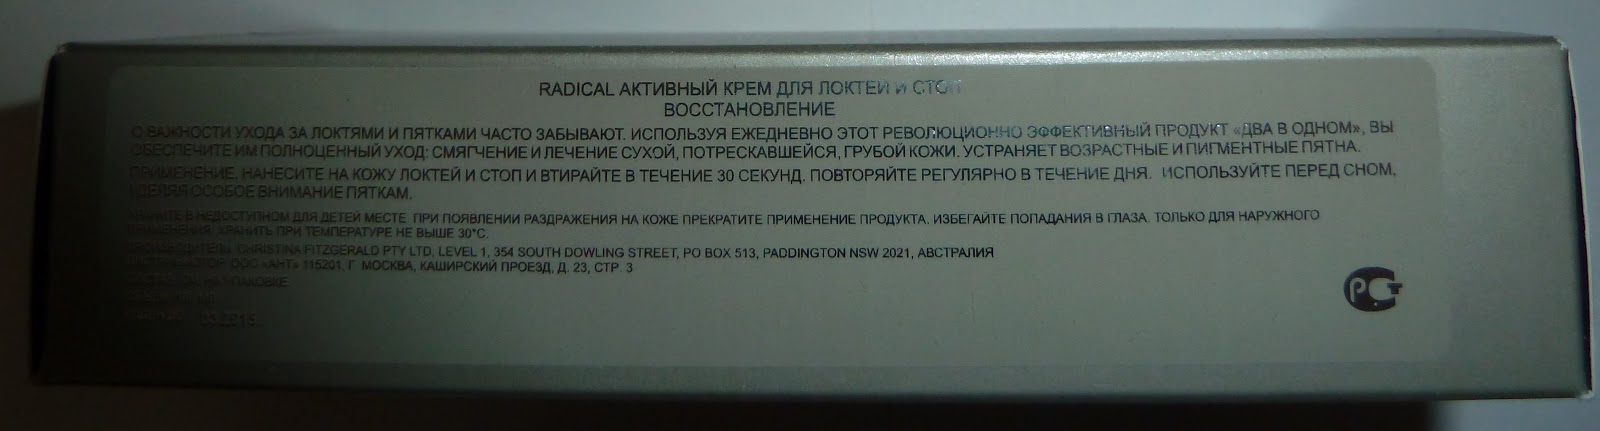 RADICAL АКТИВНЫЙ КРЕМ ДЛЯ ЛОКТЕЙ И СТОП
ВОССТАНОВЛЕНИЕ
О ВАЖНОСТИ УХОДА ЗА ЛОКТЯМИ И ПЯТКАМИ ЧАСТО ЗАБЫВАЮТ. ИСПОЛЬЗУЯ ЕЖЕДНЕВНО ЭТОТ РЕВОЛЮЦИОННО ЭФФЕКТИВНЫЙ ПРОДУКТ «ДВА В ОДНОМ», ВЫ
ОБЕСПЕЧИТЕ ИМ ПОЛНОЦЕННЫЙ УХОД: СМЯГЧЕНИЕ И ЛЕЧЕНИЕ СУХОЙ, ПОТРЕСКАВШЕЙСЯ, ГРУБОЙ КОЖИ. УСТРАНЯЕТ ВОЗРАСТНЫЕ И ПИГМЕНТНЫЕ ПЯТНА.
ПРИМЕНЕНИЕ. НАНЕСИТЕ НА КОЖУ ЛОКТЕЙ И СТОП И ВТИРАЙТЕ В ТЕЧЕНИЕ 30 СЕКУНД. ПОВТОРЯЙТЕ РЕГУЛЯРНО В ТЕЧЕНИЕ ДНЯ. ИСПОЛЬЗУЙТЕ ПЕРЕД СНОМ,
УДЕЛЯЯ ОСОБОЕ ВНИМАНИЕ ПЯТКАМ.
ХРАНИТЕ В НЕДОСТУПНОМ ДЛЯ ДЕТЕЙ МЕСТЕ. ПРИ ПОЯВЛЕНИИ РАЗДРАЖЕНИЯ НА КОЖЕ ПРЕКРАТИТЕ ПРИМЕНЕНИЕ ПРОДУКТА. ИЗБЕГАЙТЕ ПОПАДАНИЯ В ГЛАЗА. ТОЛЬКО ДЛЯ НАРУЖНОГО
ПРИМЕНЕНИЯ. ХРАНИТЬ ПРИ ТЕМПЕРАТУРЕ НЕ ВЫШЕ 30°С.
ПРОИЗВОДИТЕЛЬ: CHRISTINA FITZGERALD PTY LTD, LEVEL 1, 354 SOUTH DOWLING STREET, PO BOX 513, PADDINGTON NSW 2021, АВСТРАЛИЯ
ДИСТРИБЬЮТОР: ООО «АНТ» 115201, Г. МОСКВА, КАШИРСКИЙ ПРОЕЗД, Д. 23, СТР. 3
УПАКОВКЕ
РСТ